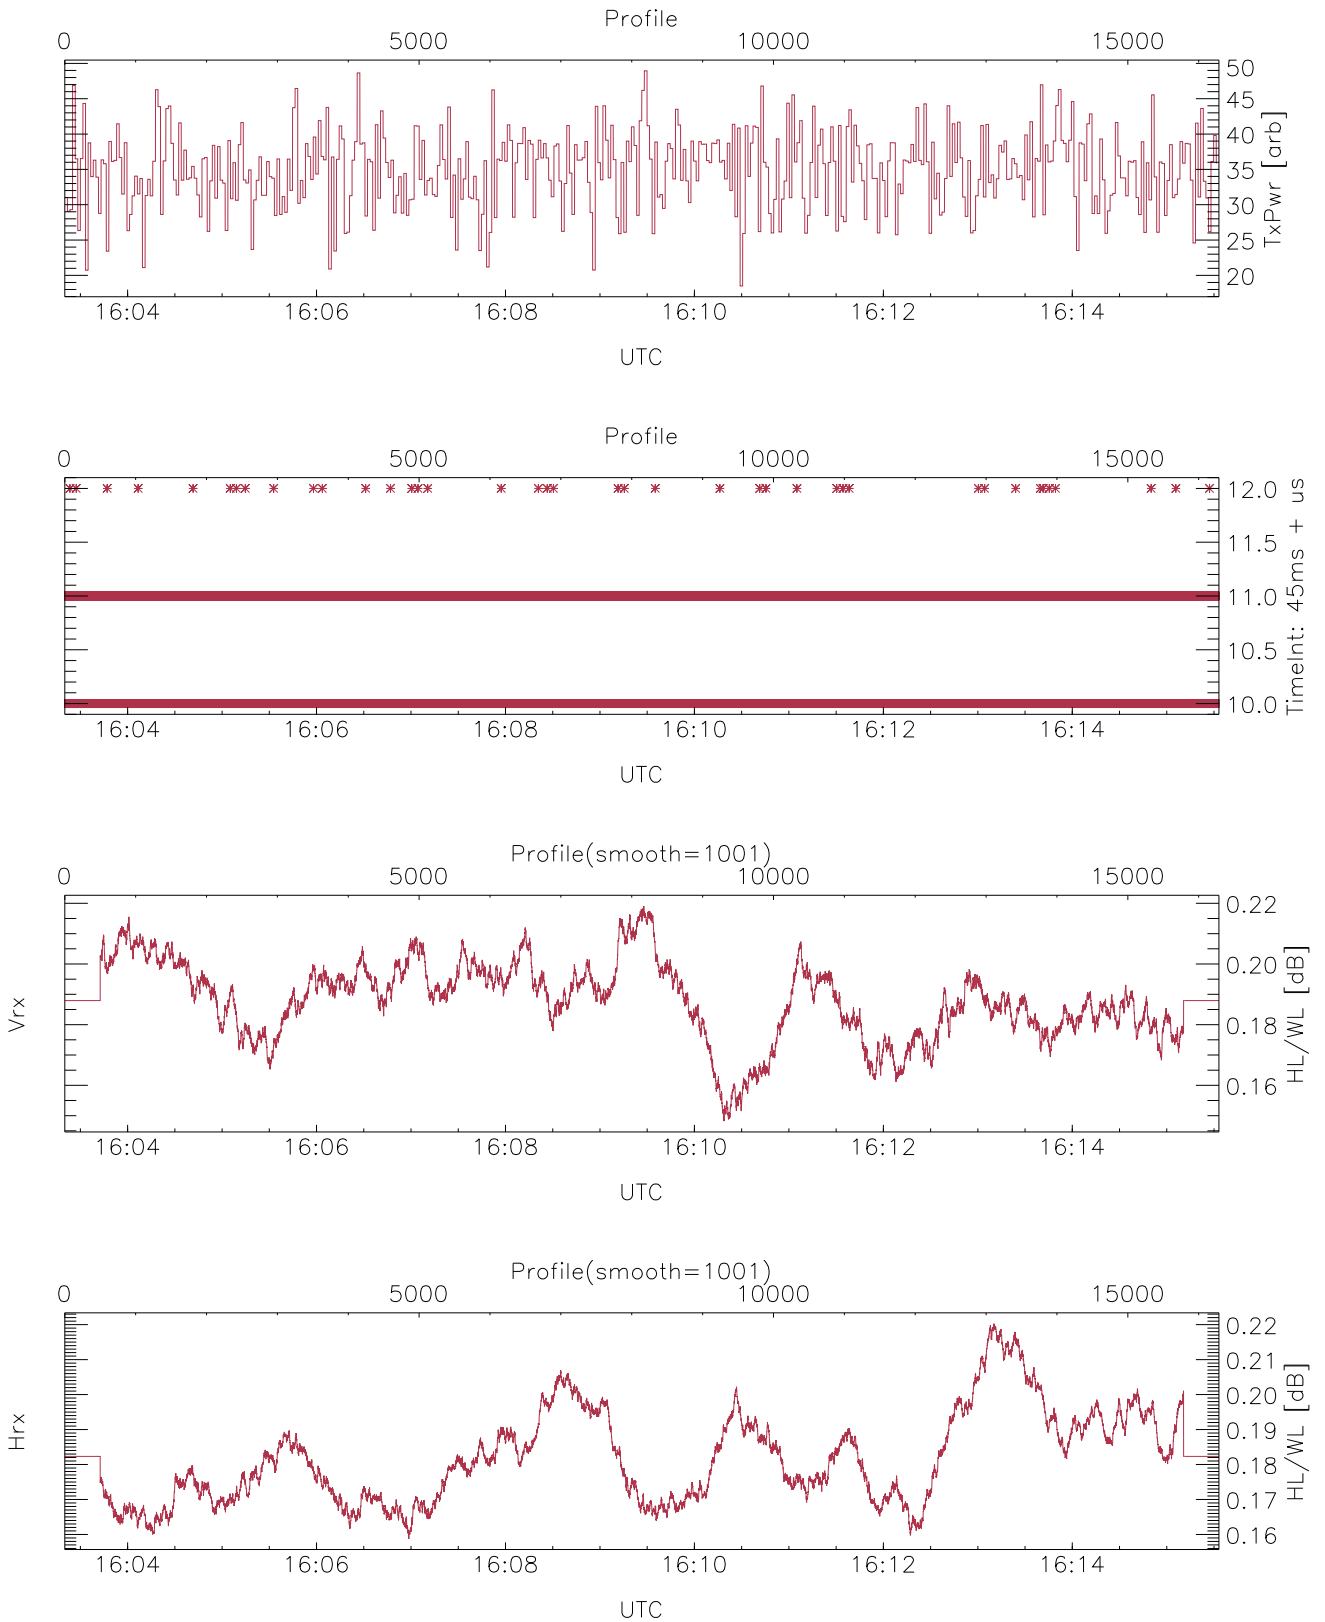 Profile
0 5000 10000 15000
50
45
40
35
30
25
20
TxPwr [arb]
16:04 16:06 16:08 16:10 16:12 16:14
UTC
Profile
0 5000 10000 15000
12.0
11.5
11.0
10.5
10.0
TimeInt: 45ms + us
16:04 16:06 16:08 16:10 16:12 16:14
UTC
Profile(smooth=1001)
0 5000 10000 15000
Vrx
0.22
0.20
0.18
0.16
HL/WL [dB]
16:04 16:06 16:08 16:10 16:12 16:14
UTC
Profile(smooth=1001)
0 5000 10000 15000
Hrx
0.22
0.21
0.20
0.19
0.18
0.17
0.16
HL/WL [dB]
16:04 16:06 16:08 16:10 16:12 16:14
UTC